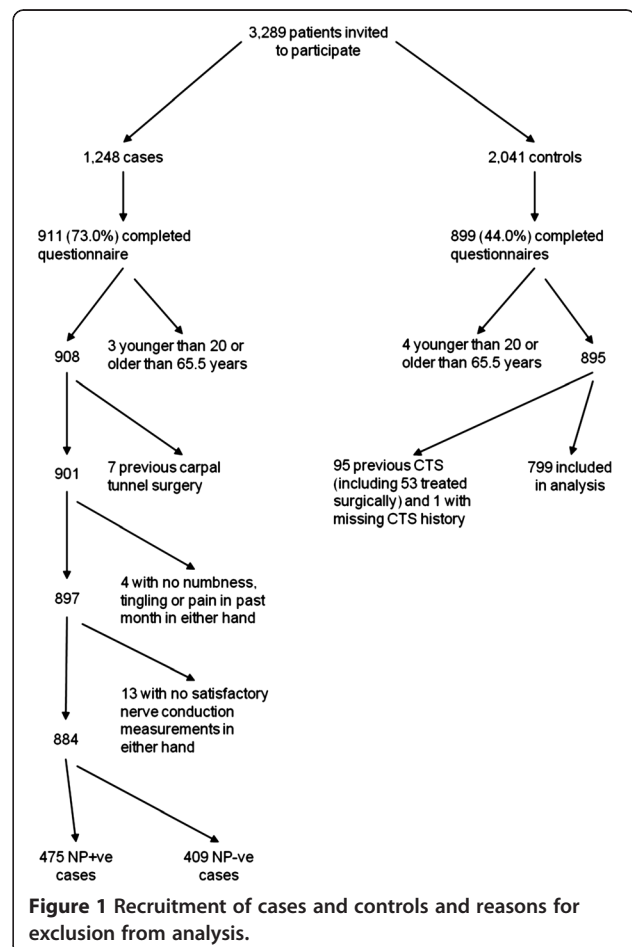 3,289 patients invited
to participate
1,248 cases
2,041 controls
911 (73.0%) completed
questionnaire
899 (44.0%) completed
questionnaires
908
3 younger than 20 or
older than 65.5 years
4 younger than 20 or
older than 65.5 years
895
901
7 previous carpal
tunnel surgery
95 previous CTS
(including 53 treated
surgically) and 1 with
missing CTS history
799 included
in analysis
897
4 with no numbness,
tingling or pain in past
month in either hand
13 with no satisfactory
nerve conduction
measurements in
either hand
884
475 NP+ve
cases
409 NP-ve
cases
Figure 1 Recruitment of cases and controls and reasons for
exclusion from analysis.